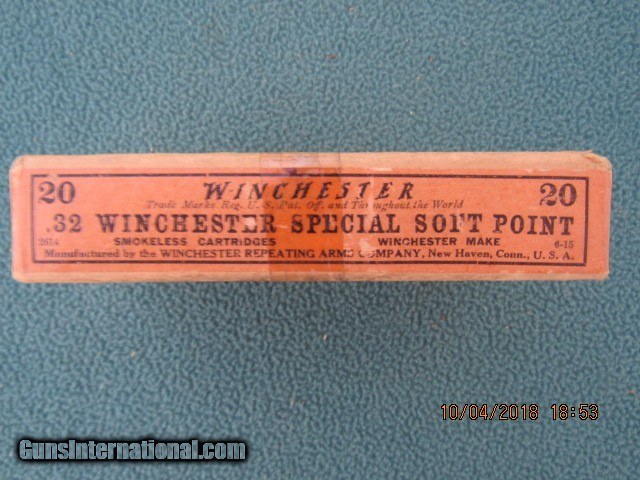 20 WINCHESTER 20
Trade Marks Reg. U. S. Pat. Off. and Throughout the World
.32 WINCHESTER SPECIAL SOFT POINT
2614 SMOKELESS CARTRIDGES WINCHESTER MAKE 6-15
Manufactured by the WINCHESTER REPEATING ARMS COMPANY, New Haven, Conn., U. S. A.
10/04/2018 18:53
GunsInternational.com